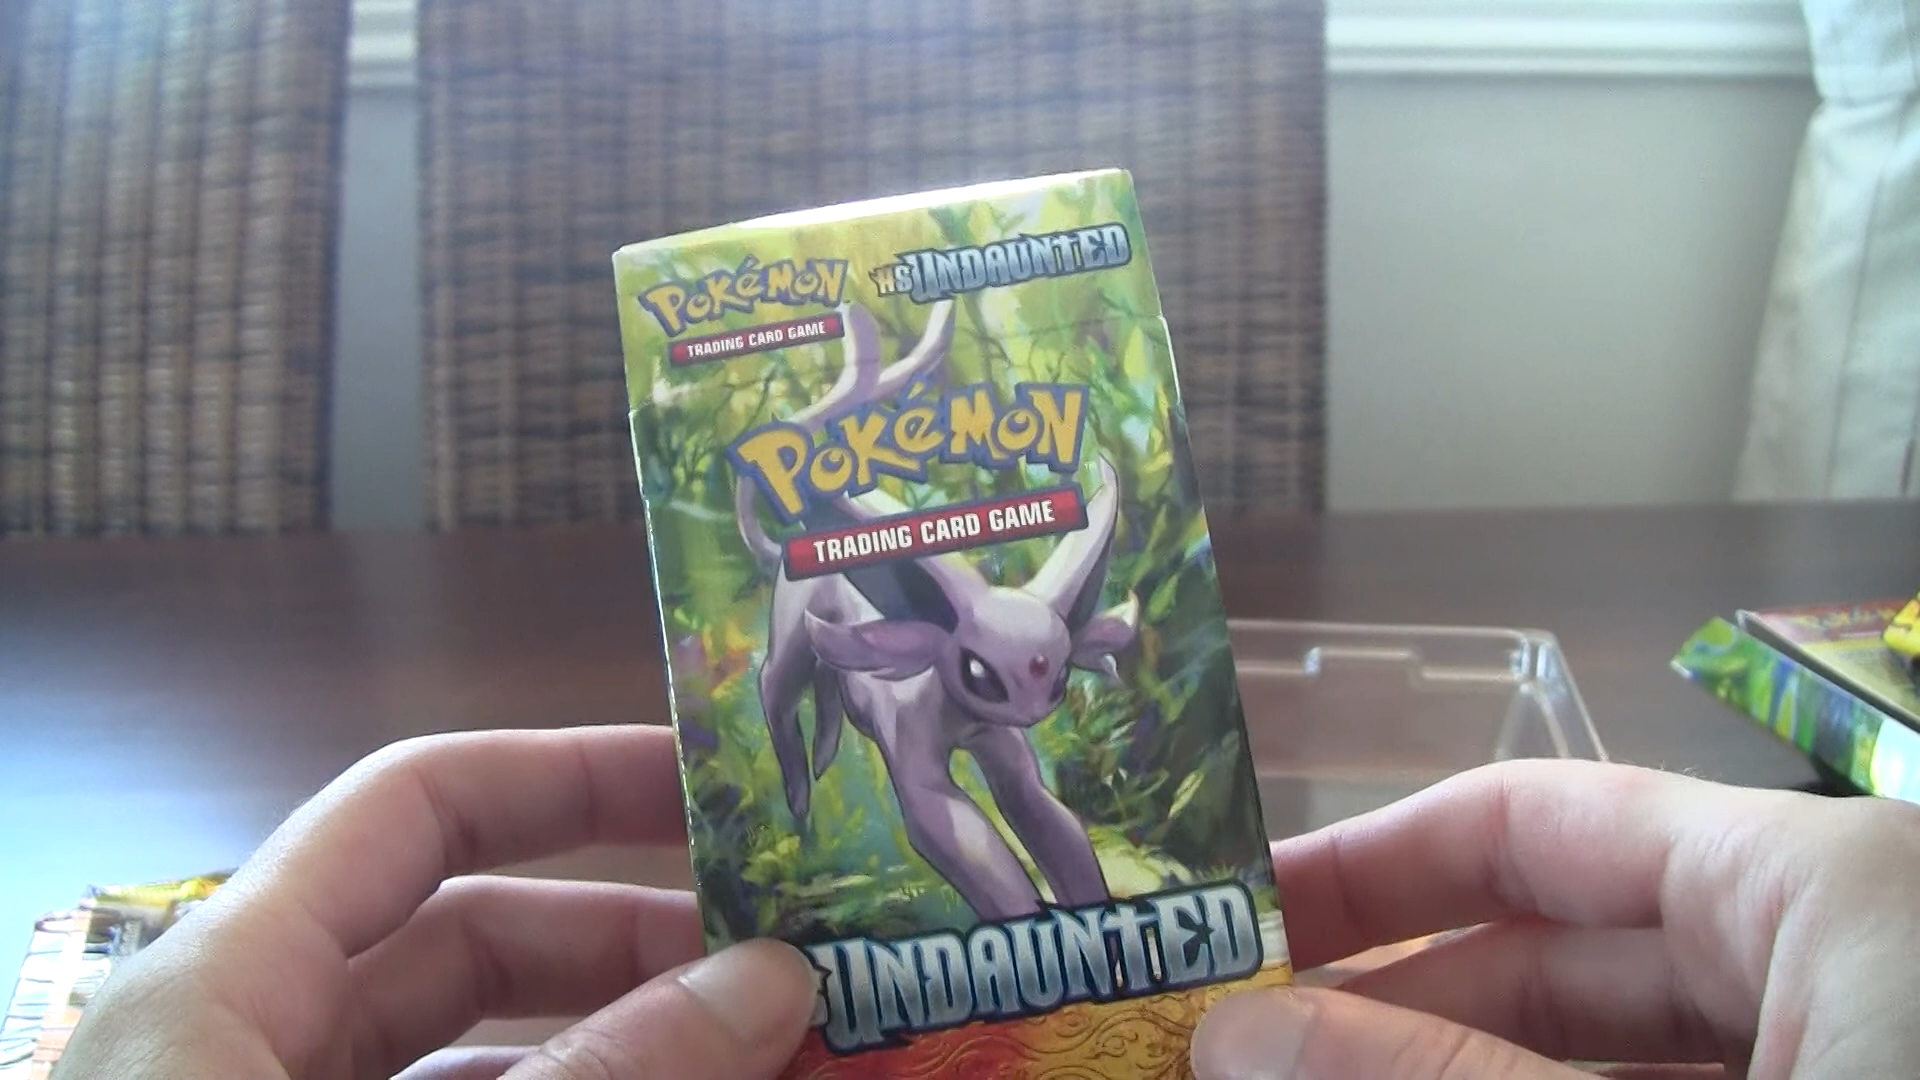 Pokémon
TRADING CARD GAME
HS UNDAUNTED
Pokémon
TRADING CARD GAME
UNDAUNTED